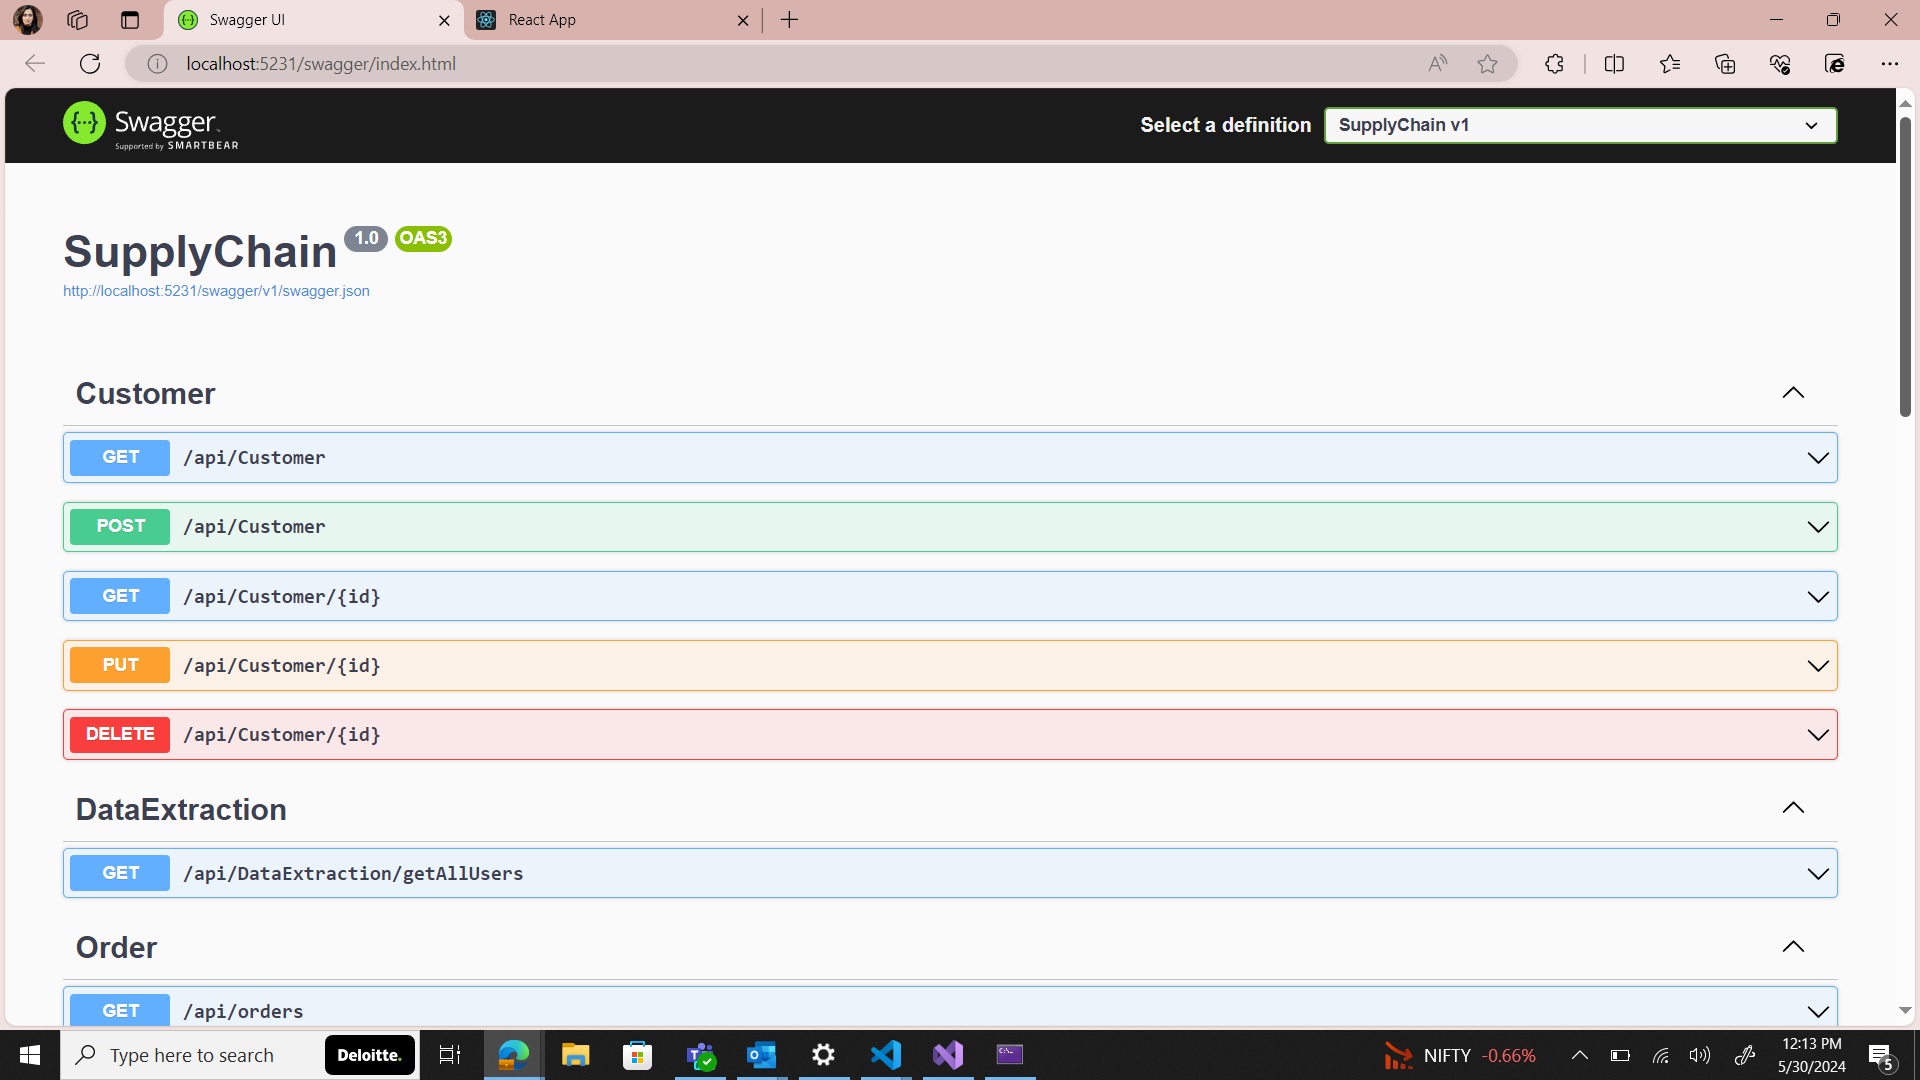 Swagger UI
React App
localhost:5231/swagger/index.html
Swagger
Supported by SMARTBEAR
Select a definition
SupplyChain v1
SupplyChain 1.0 OAS3
http://localhost:5231/swagger/v1/swagger.json
Customer
GET /api/Customer
POST /api/Customer
GET /api/Customer/{id}
PUT /api/Customer/{id}
DELETE /api/Customer/{id}
DataExtraction
GET /api/DataExtraction/getAllUsers
Order
GET /api/orders
Type here to search
Deloitte.
NIFTY -0.66%
12:13 PM
5/30/2024
5